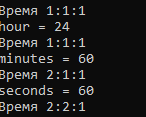 Время 1:1:1
hour = 24
Время 1:1:1
minutes = 60
Время 2:1:1
seconds = 60
Время 2:2:1